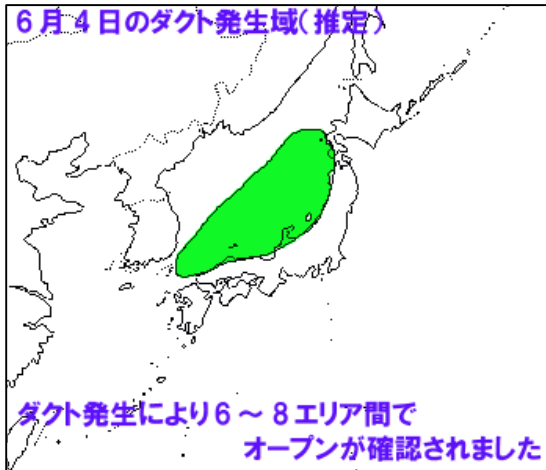 6月4日のダクト発生域(推定)
ダクト発生により6～8エリア間で
オープンが確認されました